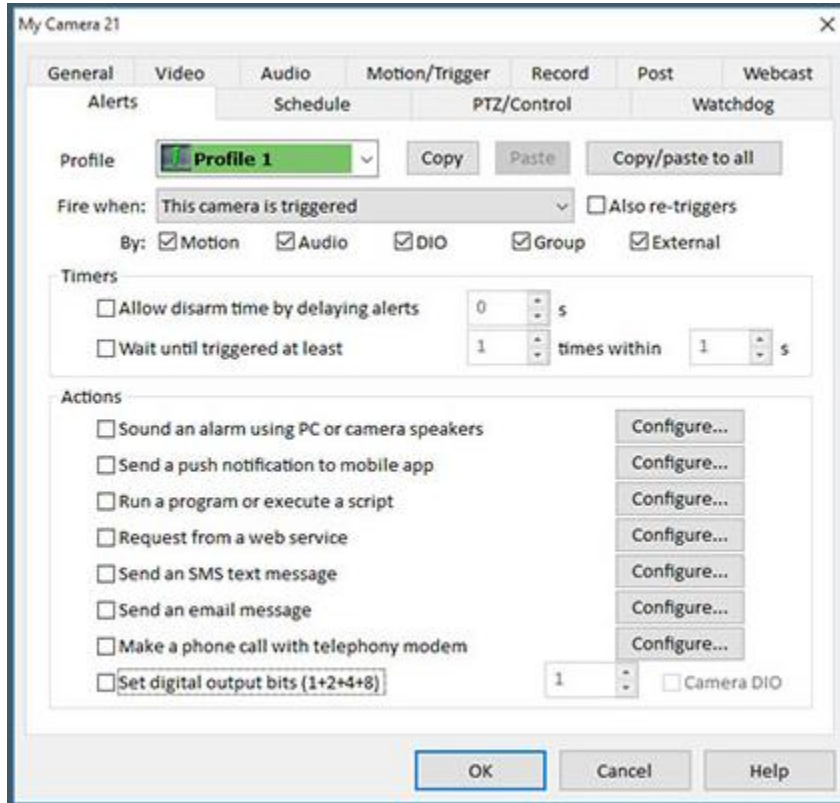 My Camera 21
General Video Audio Motion/Trigger Record Post Webcast
Alerts Schedule PTZ/Control Watchdog
Profile 1 Profile 1 Copy Paste Copy/paste to all
Fire when: This camera is triggered Also re-triggers
By: Motion Audio DIO Group External
Timers
Allow disarm time by delaying alerts 0 s
Wait until triggered at least 1 times within 1 s
Actions
Sound an alarm using PC or camera speakers Configure...
Send a push notification to mobile app Configure...
Run a program or execute a script Configure...
Request from a web service Configure...
Send an SMS text message Configure...
Send an email message Configure...
Make a phone call with telephony modem Configure...
Set digital output bits (1+2+4+8) 1 Camera DIO
OK Cancel Help